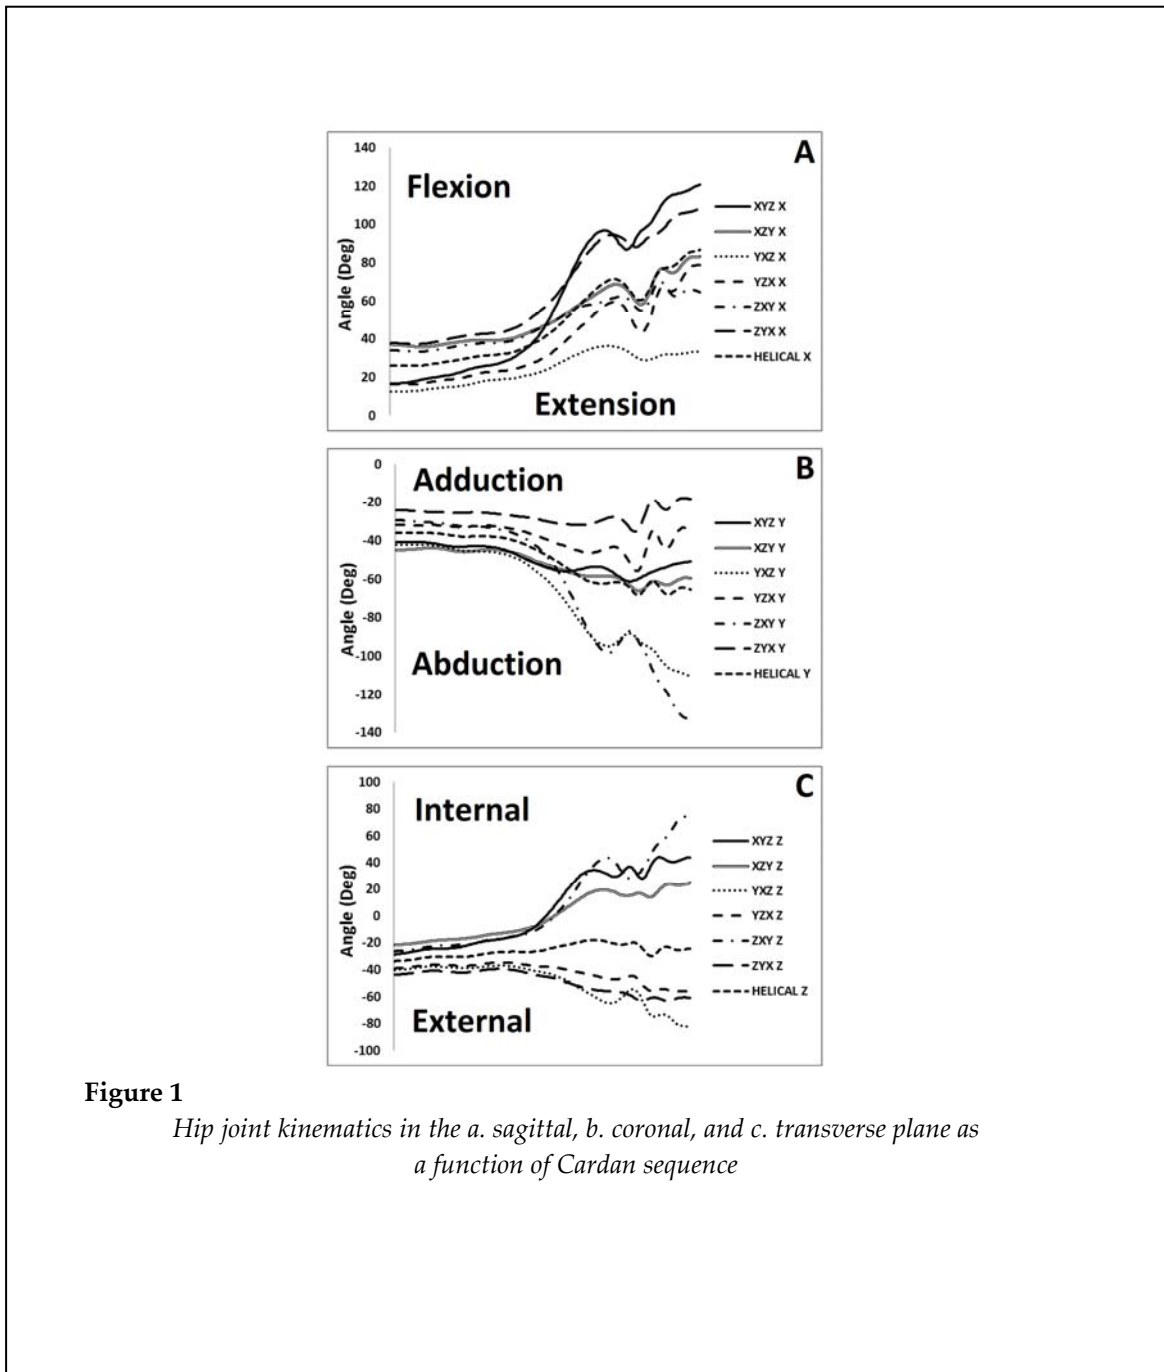 A
140
120
100
80
60
40
20
0
Angle (Deg)
Flexion
Extension
XYZ X
XZY X
YXZ X
YZX X
ZXY X
ZYX X
HELICAL X
B
0
-20
-40
-60
-80
-100
-120
-140
Angle (Deg)
Adduction
Abduction
XYZ Y
XZY Y
YXZ Y
YZX Y
ZXY Y
ZYX Y
HELICAL Y
C
100
80
60
40
20
0
-20
-40
-60
-80
-100
Angle (Deg)
Internal
External
XYZ Z
XZY Z
YXZ Z
YZX Z
ZXY Z
ZYX Z
HELICAL Z
Figure 1
Hip joint kinematics in the a. sagittal, b. coronal, and c. transverse plane as
a function of Cardan sequence